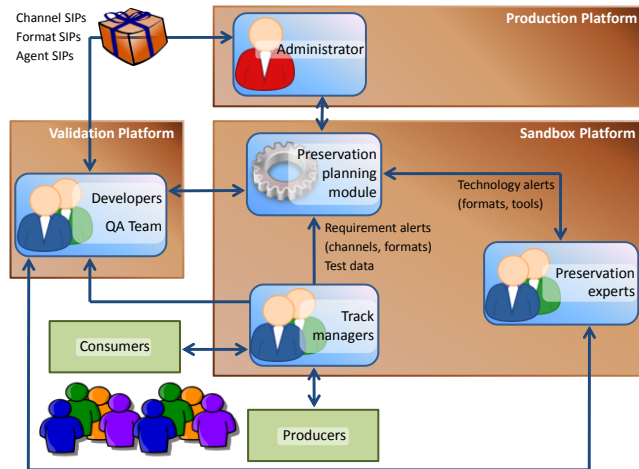 Channel SIPs
Format SIPs
Agent SIPs
Production Platform
Administrator
Validation Platform
Sandbox Platform
Developers
QA Team
Preservation
planning
module
Technology alerts
(formats, tools)
Requirement alerts
(channels, formats)
Test data
Preservation
experts
Track
managers
Consumers
Producers